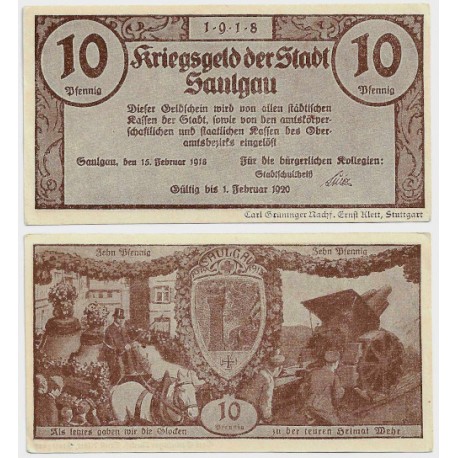 1·9·1·8
10 Pfennig
10 Pfennig
Kriegsgeld der Stadt
Saulgau
Dieser Geldschein wird von allen städtischen
Kassen der Stadt, sowie von den amtskörper-
schaftlichen und staatlichen Kassen des Ober-
amtsbezirks eingelöst
Saulgau, den 15. Februar 1918
Für die bürgerlichen Kollegien:
Stadtschultheiß
Gültig bis 1. Februar 1920
Carl Grüninger Nachf. Ernst Klett, Stuttgart
Zehn Pfennig
Zehn Pfennig
SAULGAU
10
Pfennig
Als letztes gaben wir die Glocken
zu der teuren Heimat Wehr